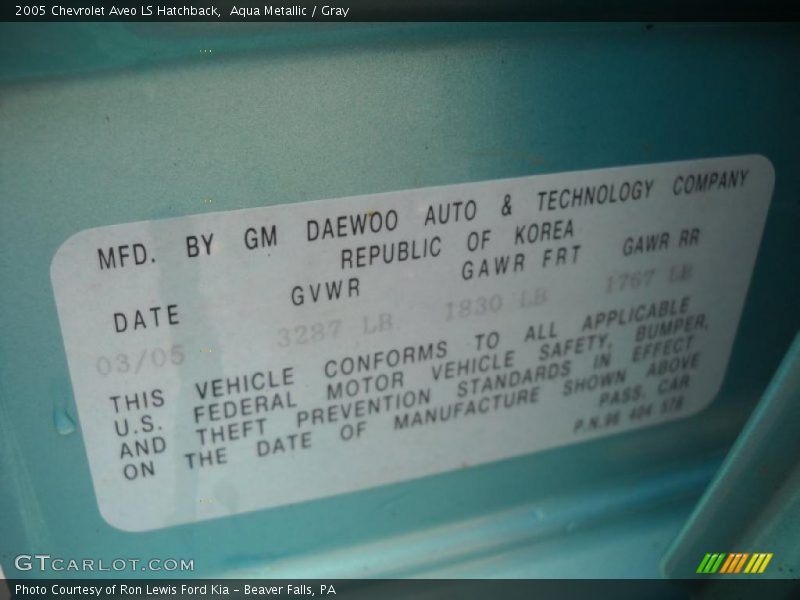 2005 Chevrolet Aveo LS Hatchback,  Aqua Metallic / Gray
MFD. BY GM DAEWOO AUTO & TECHNOLOGY COMPANY
REPUBLIC OF KOREA
DATE GVWR GAWR FRT GAWR RR
03/05 3287 LB 1830 LB 1767 LB
THIS VEHICLE CONFORMS TO ALL APPLICABLE
U.S. FEDERAL MOTOR VEHICLE SAFETY, BUMPER,
AND THEFT PREVENTION STANDARDS IN EFFECT
ON THE DATE OF MANUFACTURE SHOWN ABOVE
PASS. CAR
P.N.96 404 578
GTCARLOT.COM
Photo Courtesy of Ron Lewis Ford Kia - Beaver Falls, PA